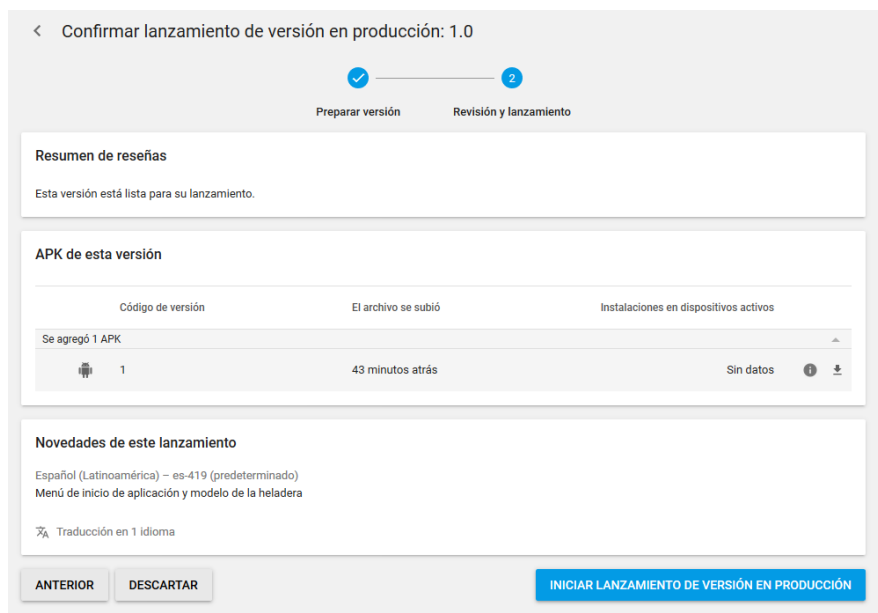 Confirmar lanzamiento de versión en producción: 1.0
2
Preparar versión
Revisión y lanzamiento
Resumen de reseñas
Esta versión está lista para su lanzamiento.
APK de esta versión
Código de versión
El archivo se subió
Instalaciones en dispositivos activos
Se agregó 1 APK
1
43 minutos atrás
Sin datos
Novedades de este lanzamiento
Español (Latinoamérica) – es-419 (predeterminado)
Menú de inicio de aplicación y modelo de la heladera
Traducción en 1 idioma
ANTERIOR
DESCARTAR
INICIAR LANZAMIENTO DE VERSIÓN EN PRODUCCIÓN